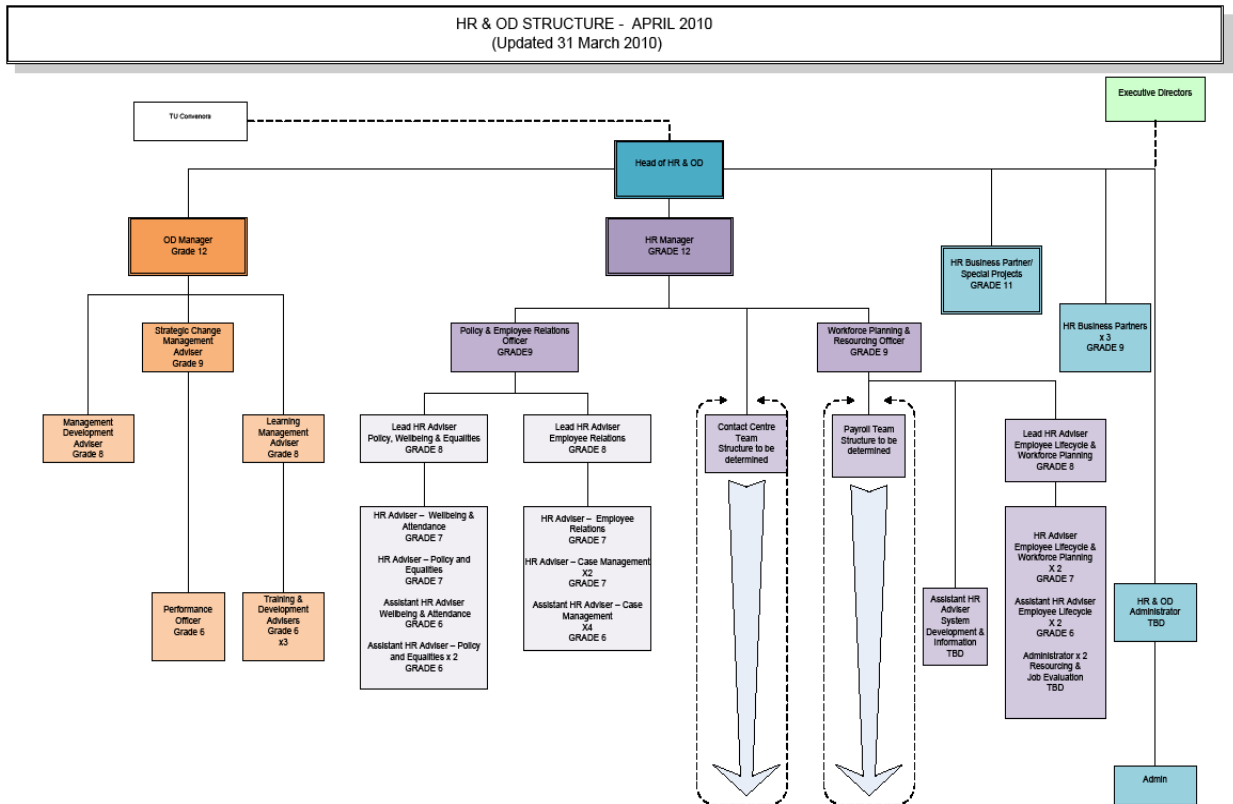 HR & OD STRUCTURE - APRIL 2010
(Updated 31 March 2010)
TU Convenors
Executive Directors
Head of HR & OD
OD Manager
Grade 12
HR Manager
GRADE 12
HR Business Partner/
Special Projects
GRADE 11
HR Business Partners
x 3
GRADE 9
Strategic Change
Management
Adviser
Grade 9
Policy & Employee Relations
Officer
GRADE9
Workforce Planning &
Resourcing Officer
GRADE 9
Management
Development
Adviser
Grade 8
Learning
Management
Adviser
Grade 8
Lead HR Adviser
Policy, Wellbeing & Equalities
GRADE 8
Lead HR Adviser
Employee Relations
GRADE 8
Contact Centre
Team
Structure to be
determined
Payroll Team
Structure to be
determined
Lead HR Adviser
Employee Lifecycle &
Workforce Planning
GRADE 8
HR Adviser – Wellbeing &
Attendance
GRADE 7
HR Adviser – Policy and
Equalities
GRADE 7
Assistant HR Adviser
Wellbeing & Attendance
GRADE 6
Assistant HR Adviser – Policy
and Equalities x 2
GRADE 6
HR Adviser – Employee
Relations
GRADE 7
HR Adviser – Case Management
X2
GRADE 7
Assistant HR Adviser – Case
Management
X4
GRADE 6
HR Adviser
Employee Lifecycle &
Workforce Planning
X 2
GRADE 7
Assistant HR Adviser
Employee Lifecycle
X 2
GRADE 6
Administrator x 2
Resourcing &
Job Evaluation
TBD
Performance
Officer
Grade 6
Training &
Development
Advisers
Grade 6
x3
Assistant HR
Adviser
System
Development &
Information
TBD
HR & OD
Administrator
TBD
Admin